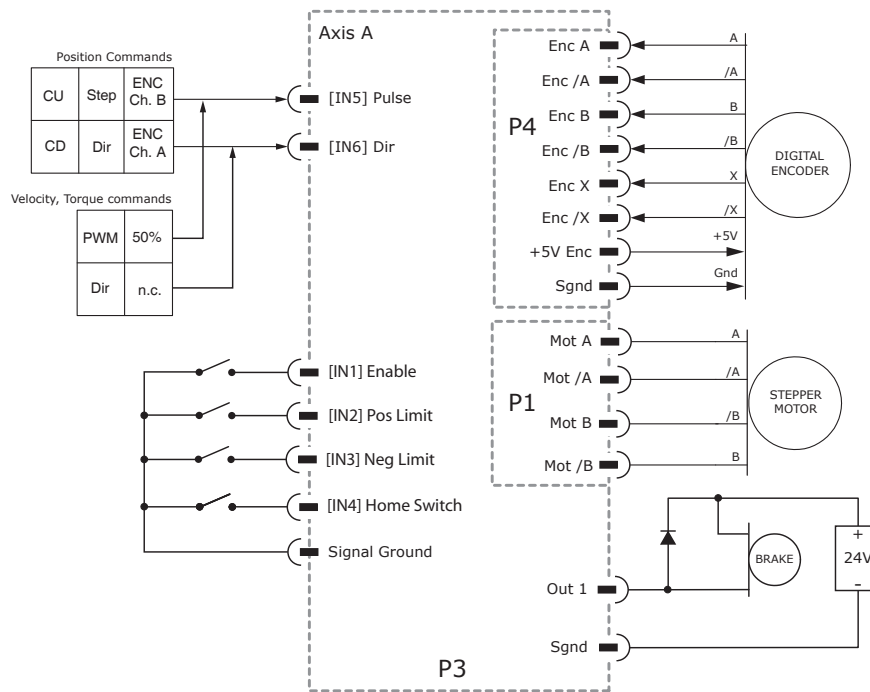 Axis A
Position Commands
CU Step ENC Ch. B
CD Dir ENC Ch. A
[IN5] Pulse
[IN6] Dir
Velocity, Torque commands
PWM 50%
Dir n.c.
[IN1] Enable
[IN2] Pos Limit
[IN3] Neg Limit
[IN4] Home Switch
Signal Ground
P4
Enc A A
Enc /A /A
Enc B B
Enc /B /B
Enc X X
Enc /X /X
+5V Enc +5V
Sgnd Gnd
DIGITAL
ENCODER
P1
Mot A A
Mot /A /A
Mot B /B
Mot /B B
STEPPER
MOTOR
BRAKE
+
24V
-
Out 1
Sgnd
P3